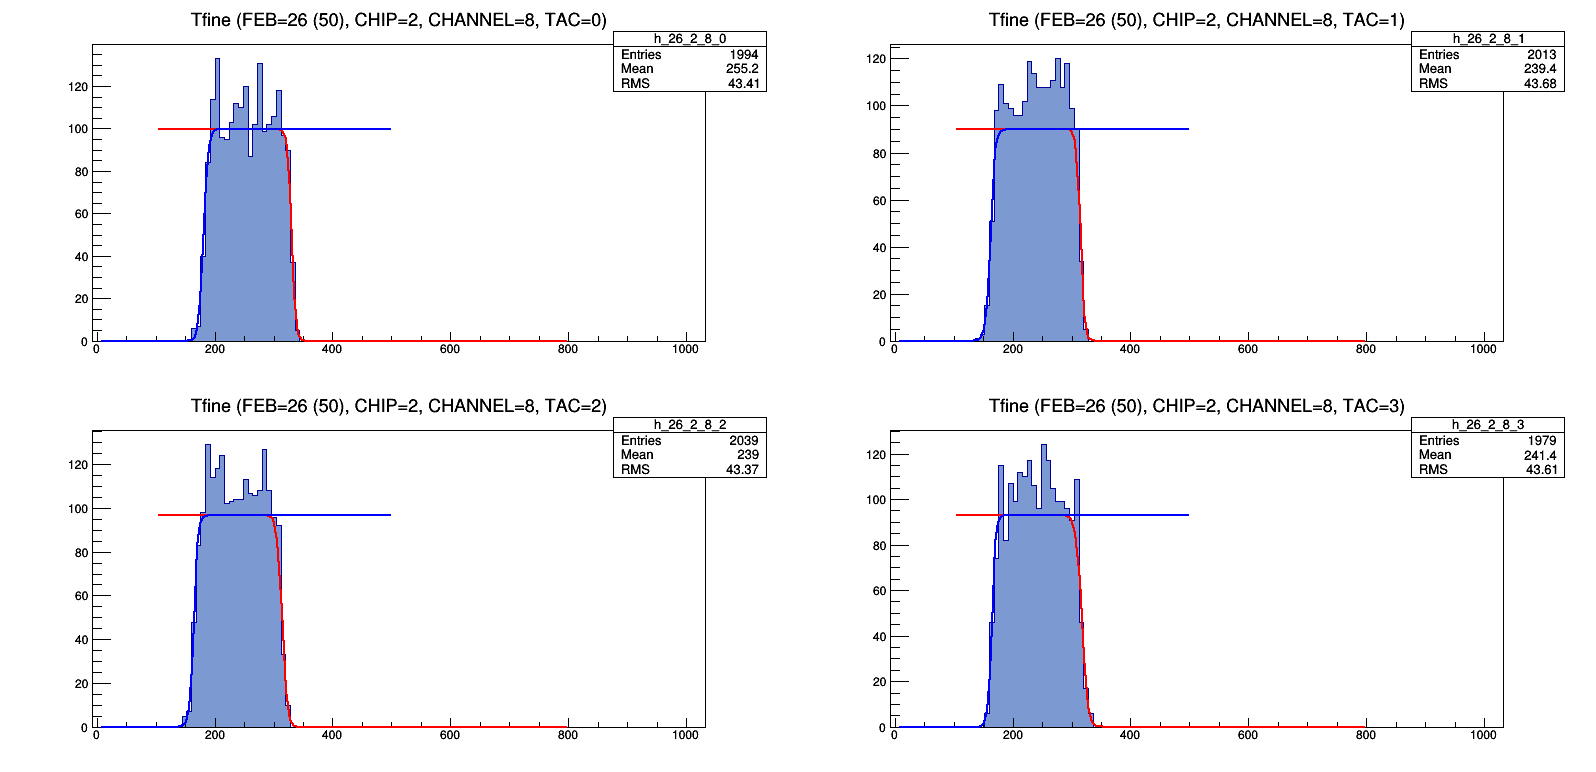 Tfine (FEB=26 (50), CHIP=2, CHANNEL=8, TAC=0)
h_26_2_8_0
Entries 1994
Mean 255.2
RMS 43.41
120
100
80
60
40
20
0
0 200 400 600 800 1000
Tfine (FEB=26 (50), CHIP=2, CHANNEL=8, TAC=1)
h_26_2_8_1
Entries 2013
Mean 239.4
RMS 43.68
120
100
80
60
40
20
0
0 200 400 600 800 1000
Tfine (FEB=26 (50), CHIP=2, CHANNEL=8, TAC=2)
h_26_2_8_2
Entries 2039
Mean 239
RMS 43.37
120
100
80
60
40
20
0
0 200 400 600 800 1000
Tfine (FEB=26 (50), CHIP=2, CHANNEL=8, TAC=3)
h_26_2_8_3
Entries 1979
Mean 241.4
RMS 43.61
120
100
80
60
40
20
0
0 200 400 600 800 1000